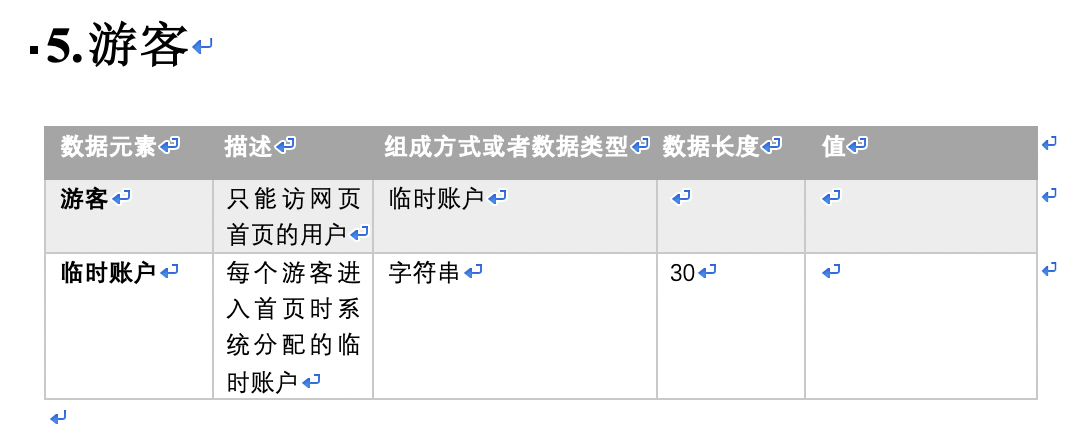 5.游客
数据元素 描述 组成方式或者数据类型 数据长度 值
游客 只能访网页 临时账户
首页的用户
临时账户 每个游客进 字符串 30
入首页时系
统分配的临
时账户